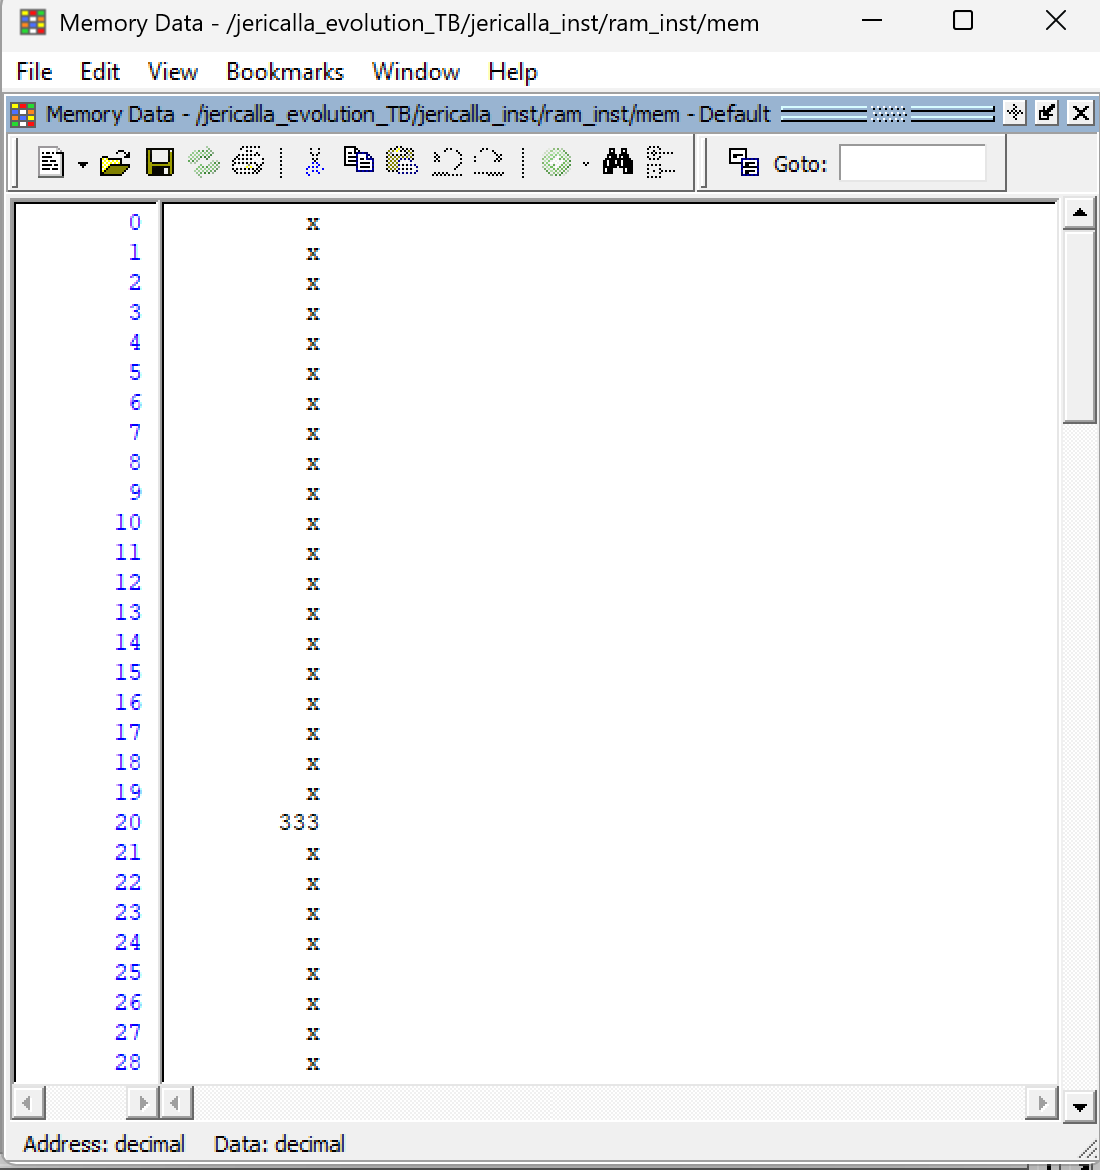 Memory Data - /jericalla_evolution_TB/jericalla_inst/ram_inst/mem
File Edit View Bookmarks Window Help
Memory Data - /jericalla_evolution_TB/jericalla_inst/ram_inst/mem - Default
Goto:
0 x
1 x
2 x
3 x
4 x
5 x
6 x
7 x
8 x
9 x
10 x
11 x
12 x
13 x
14 x
15 x
16 x
17 x
18 x
19 x
20 333
21 x
22 x
23 x
24 x
25 x
26 x
27 x
28 x
Address: decimal Data: decimal